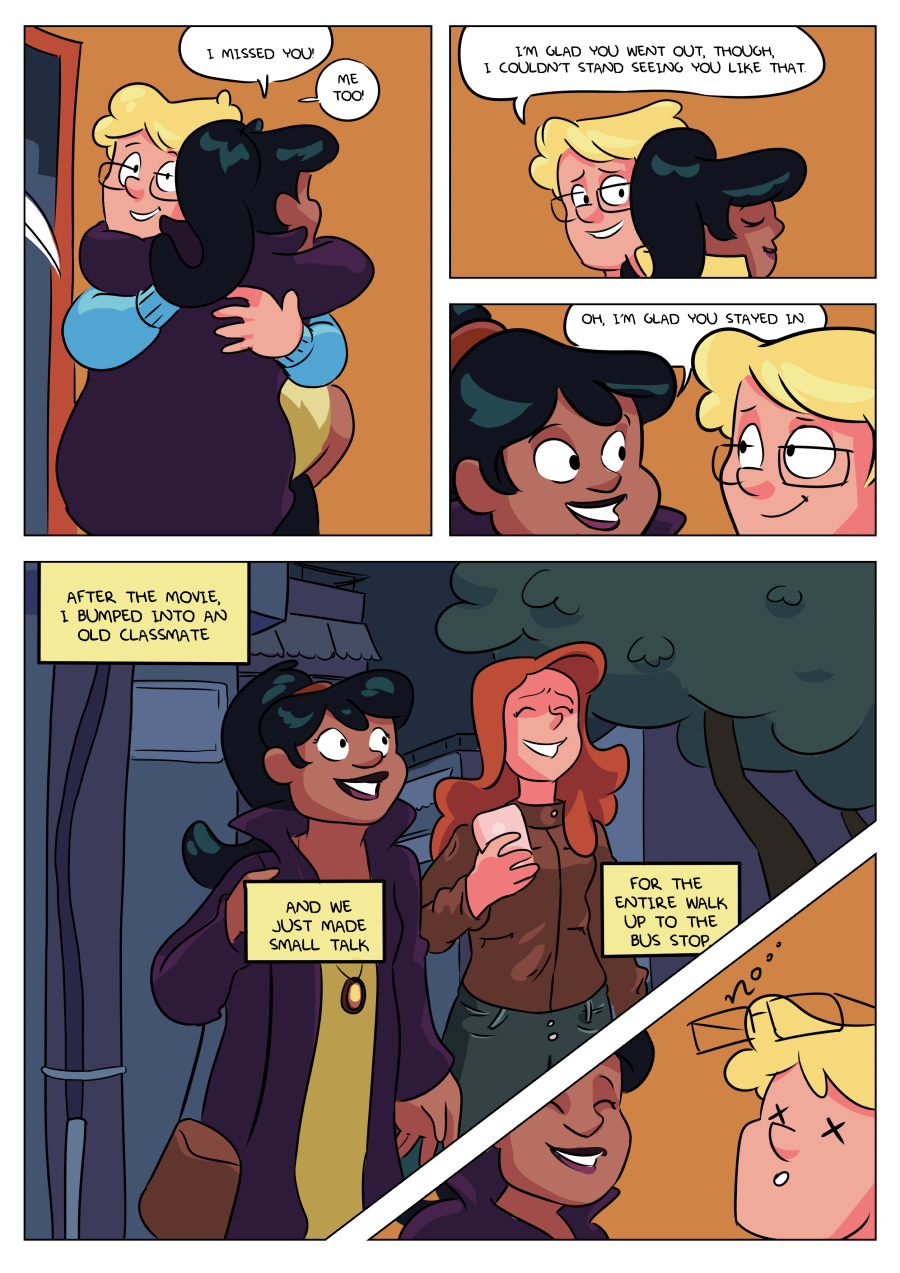 I MISSED YOU!
ME
TOO!
I'M GLAD YOU WENT OUT, THOUGH,
I COULDN'T STAND SEEING YOU LIKE THAT.
OH, I'M GLAD YOU STAYED IN.
AFTER THE MOVIE,
I BUMPED INTO AN
OLD CLASSMATE
AND WE
JUST MADE
SMALL TALK
FOR THE
ENTIRE WALK
UP TO THE
BUS STOP.
no...